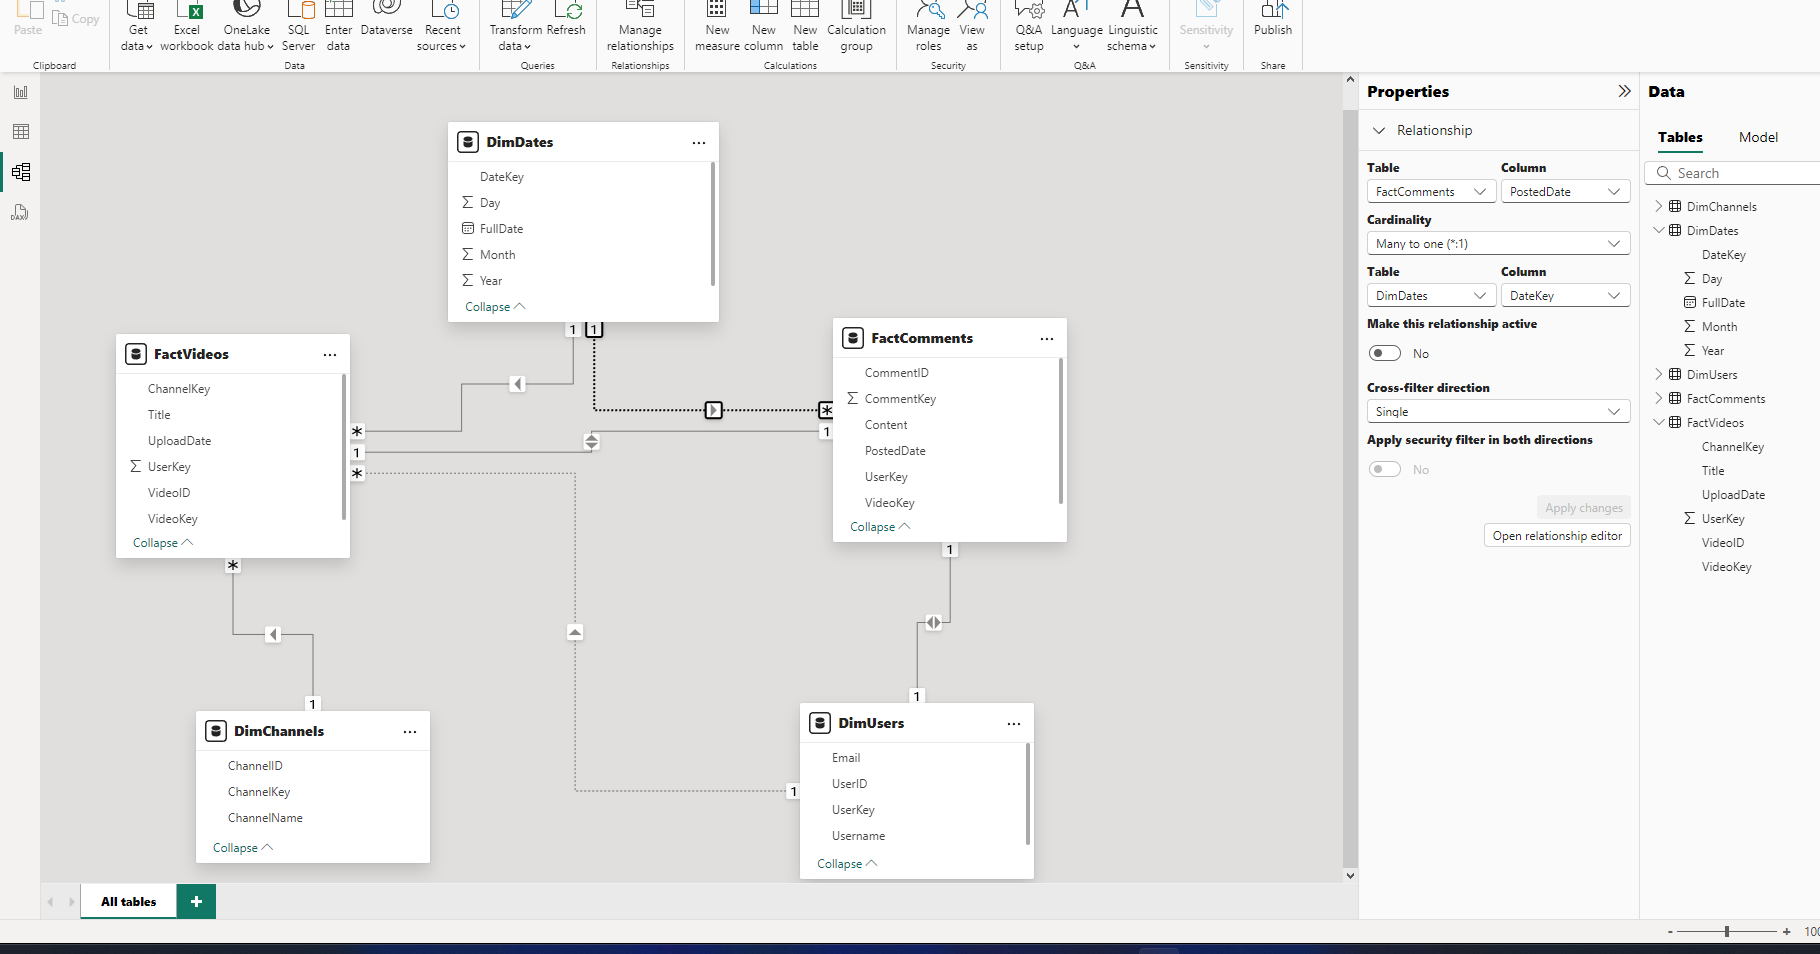 Paste
Copy
Get data
Excel workbook
OneLake data hub
SQL Server
Enter data
Dataverse
Recent sources
Transform data
Refresh
Manage relationships
New measure
New column
New table
Calculation group
Manage roles
View as
Q&A setup
Language
Linguistic schema
Sensitivity
Publish
Clipboard
Data
Queries
Relationships
Calculations
Security
Q&A
Sensitivity
Share
DAX
DimDates
DateKey
Day
FullDate
Month
Year
Collapse
1 1
FactVideos
ChannelKey
Title
UploadDate
UserKey
VideoID
VideoKey
Collapse
*
1
*
*
FactComments
CommentID
CommentKey
Content
PostedDate
UserKey
VideoKey
Collapse
*
1
1
1
DimChannels
ChannelID
ChannelKey
ChannelName
Collapse
1
1
DimUsers
Email
UserID
UserKey
Username
Collapse
All tables
+
Properties
Relationship
Table Column
FactComments PostedDate
Cardinality
Many to one (*:1)
Table Column
DimDates DateKey
Make this relationship active
No
Cross-filter direction
Single
Apply security filter in both directions
No
Apply changes
Open relationship editor
Data
Tables Model
Search
DimChannels
DimDates
DateKey
Day
FullDate
Month
Year
DimUsers
FactComments
FactVideos
ChannelKey
Title
UploadDate
UserKey
VideoID
VideoKey
- + 100